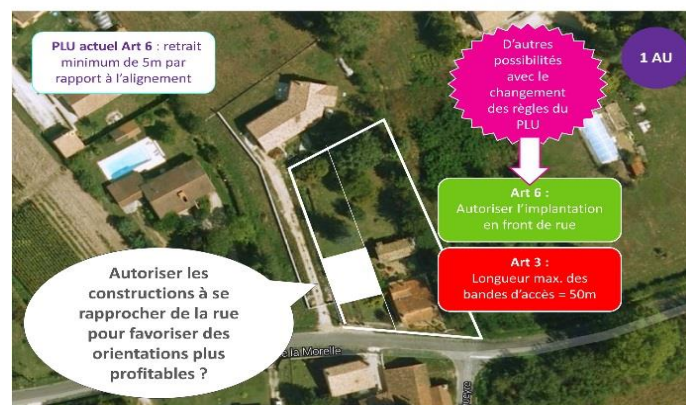 PLU actuel Art 6 : retrait
minimum de 5m par
rapport à l'alignement
D'autres
possibilités
avec le
changement
des règles du
PLU
1 AU
Art 6 :
Autoriser l'implantation
en front de rue
Art 3 :
Longueur max. des
bandes d'accès = 50m
Autoriser les
constructions à se
rapprocher de la rue
pour favoriser des
orientations plus
profitables ?
la Morelle